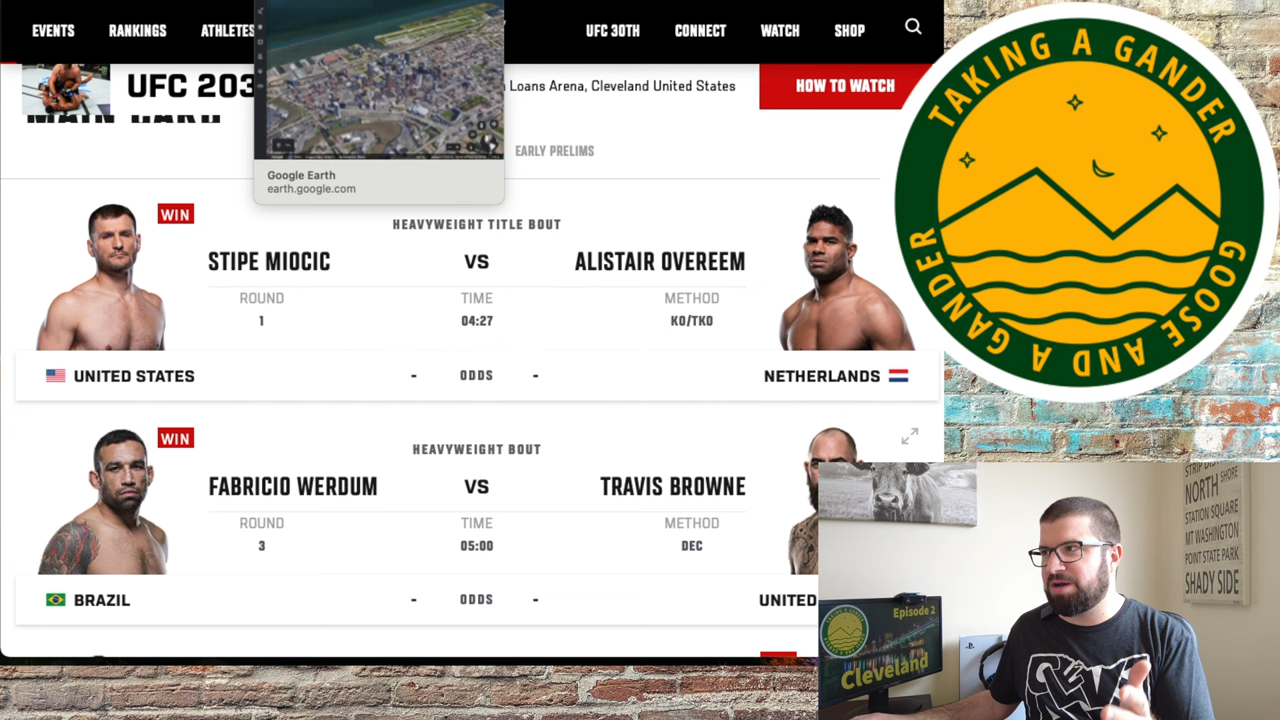 EVENTS RANKINGS ATHLETES UFC 30TH CONNECT WATCH SHOP
UFC 203
Loans Arena, Cleveland United States
HOW TO WATCH
MAIN CARD
EARLY PRELIMS
Google Earth
earth.google.com
WIN
HEAVYWEIGHT TITLE BOUT
STIPE MIOCIC VS ALISTAIR OVEREEM
ROUND TIME METHOD
1 04:27 KO/TKO
UNITED STATES - ODDS - NETHERLANDS
WIN
HEAVYWEIGHT BOUT
FABRICIO WERDUM VS TRAVIS BROWNE
ROUND TIME METHOD
3 05:00 DEC
BRAZIL - ODDS - UNITED
TAKING A GANDER
GOOSE AND A GANDER
NORTH SHORE
STATION SQUARE
MT WASHINGTON
POINT STATE PARK
SHADY SIDE
Episode 2
Cleveland